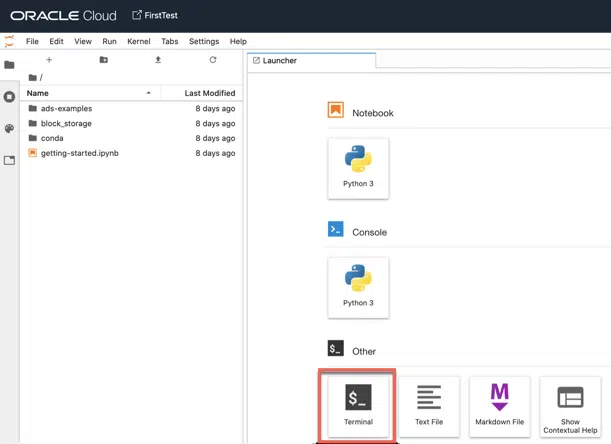 ORACLE Cloud FirstTest
File Edit View Run Kernel Tabs Settings Help
Launcher
/
Name Last Modified
ads-examples 8 days ago
block_storage 8 days ago
conda 8 days ago
getting-started.ipynb 8 days ago
Notebook
Python 3
Console
Python 3
$_ Other
$_
M
Terminal
Text File
Markdown File
Show
Contextual Help